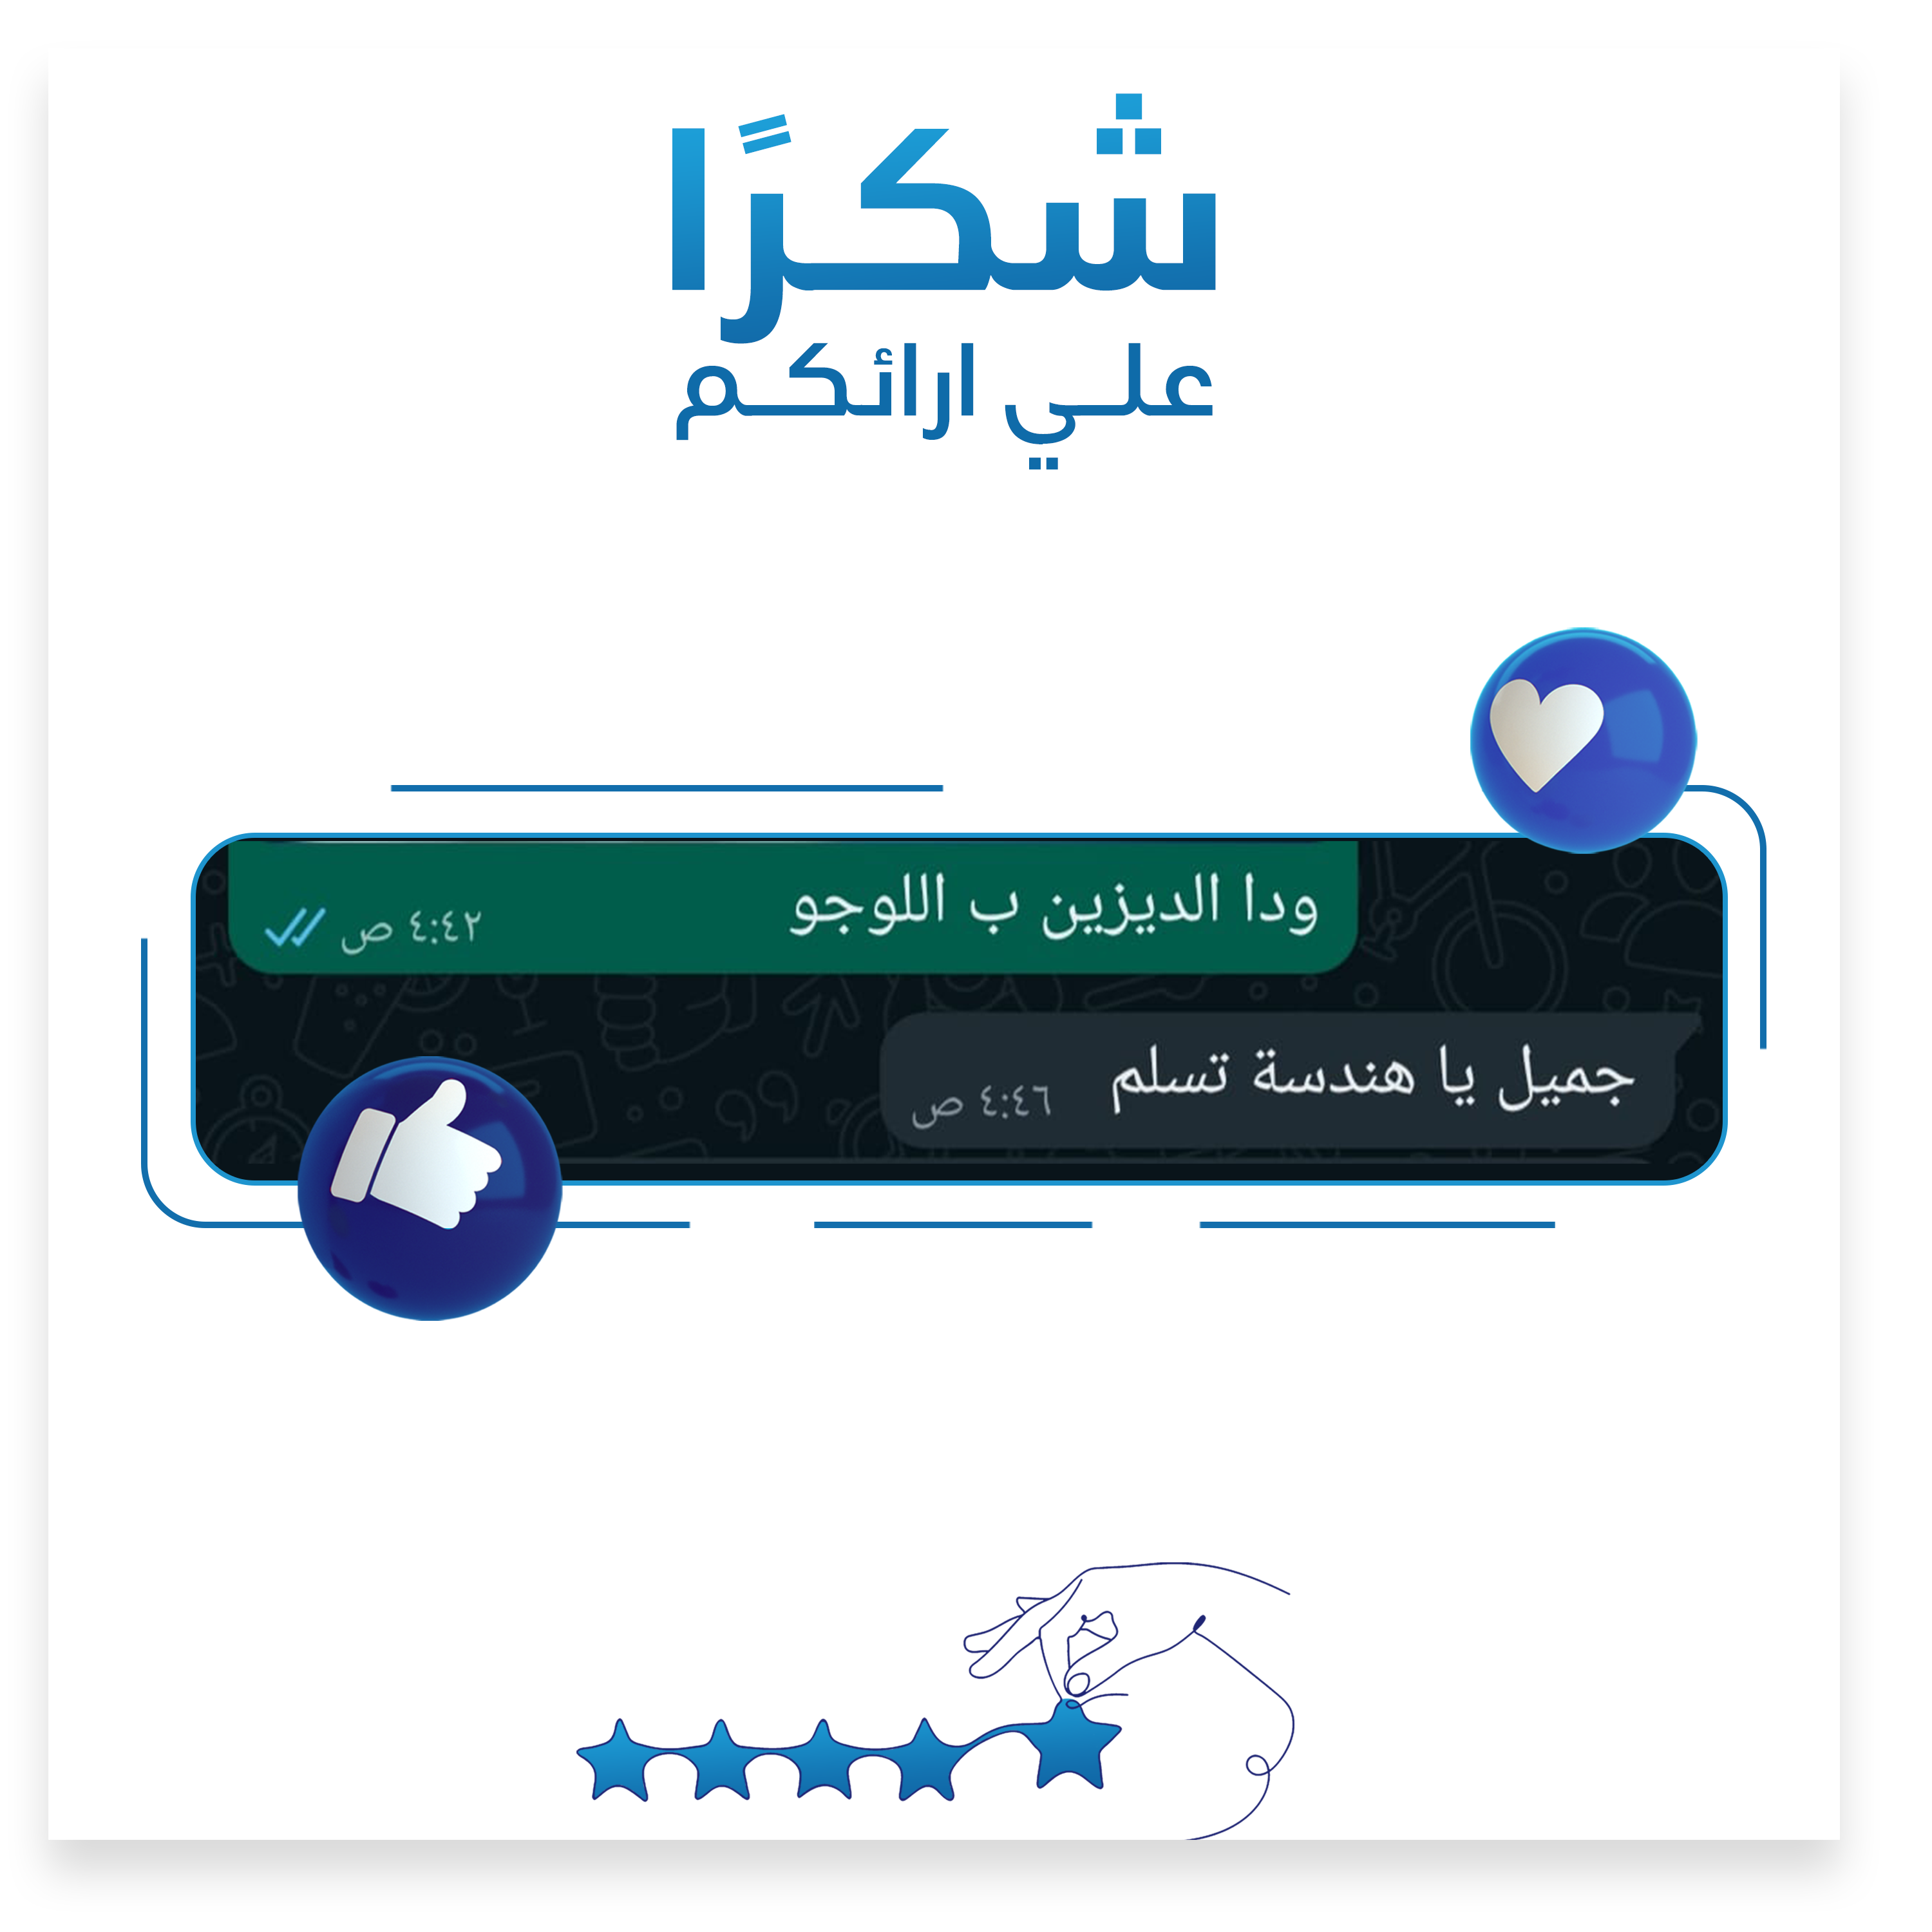 شكرًا
علي ارائكم
ودا الديزين ب اللوجو
٤:٤٢ ص
جميل يا هندسة تسلم
٤:٤٦ ص